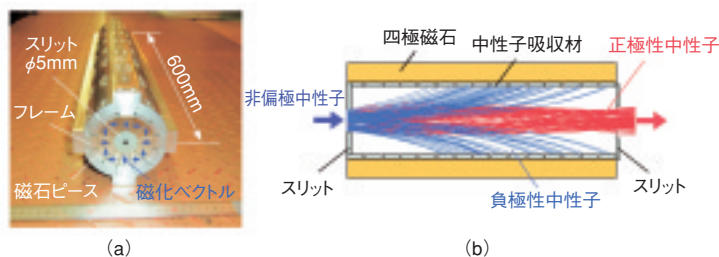 スリット
φ5mm
600mm
フレーム
磁石ピース
磁化ベクトル
(a)
四極磁石
中性子吸収材
正極性中性子
非偏極中性子
スリット
負極性中性子
スリット
(b)